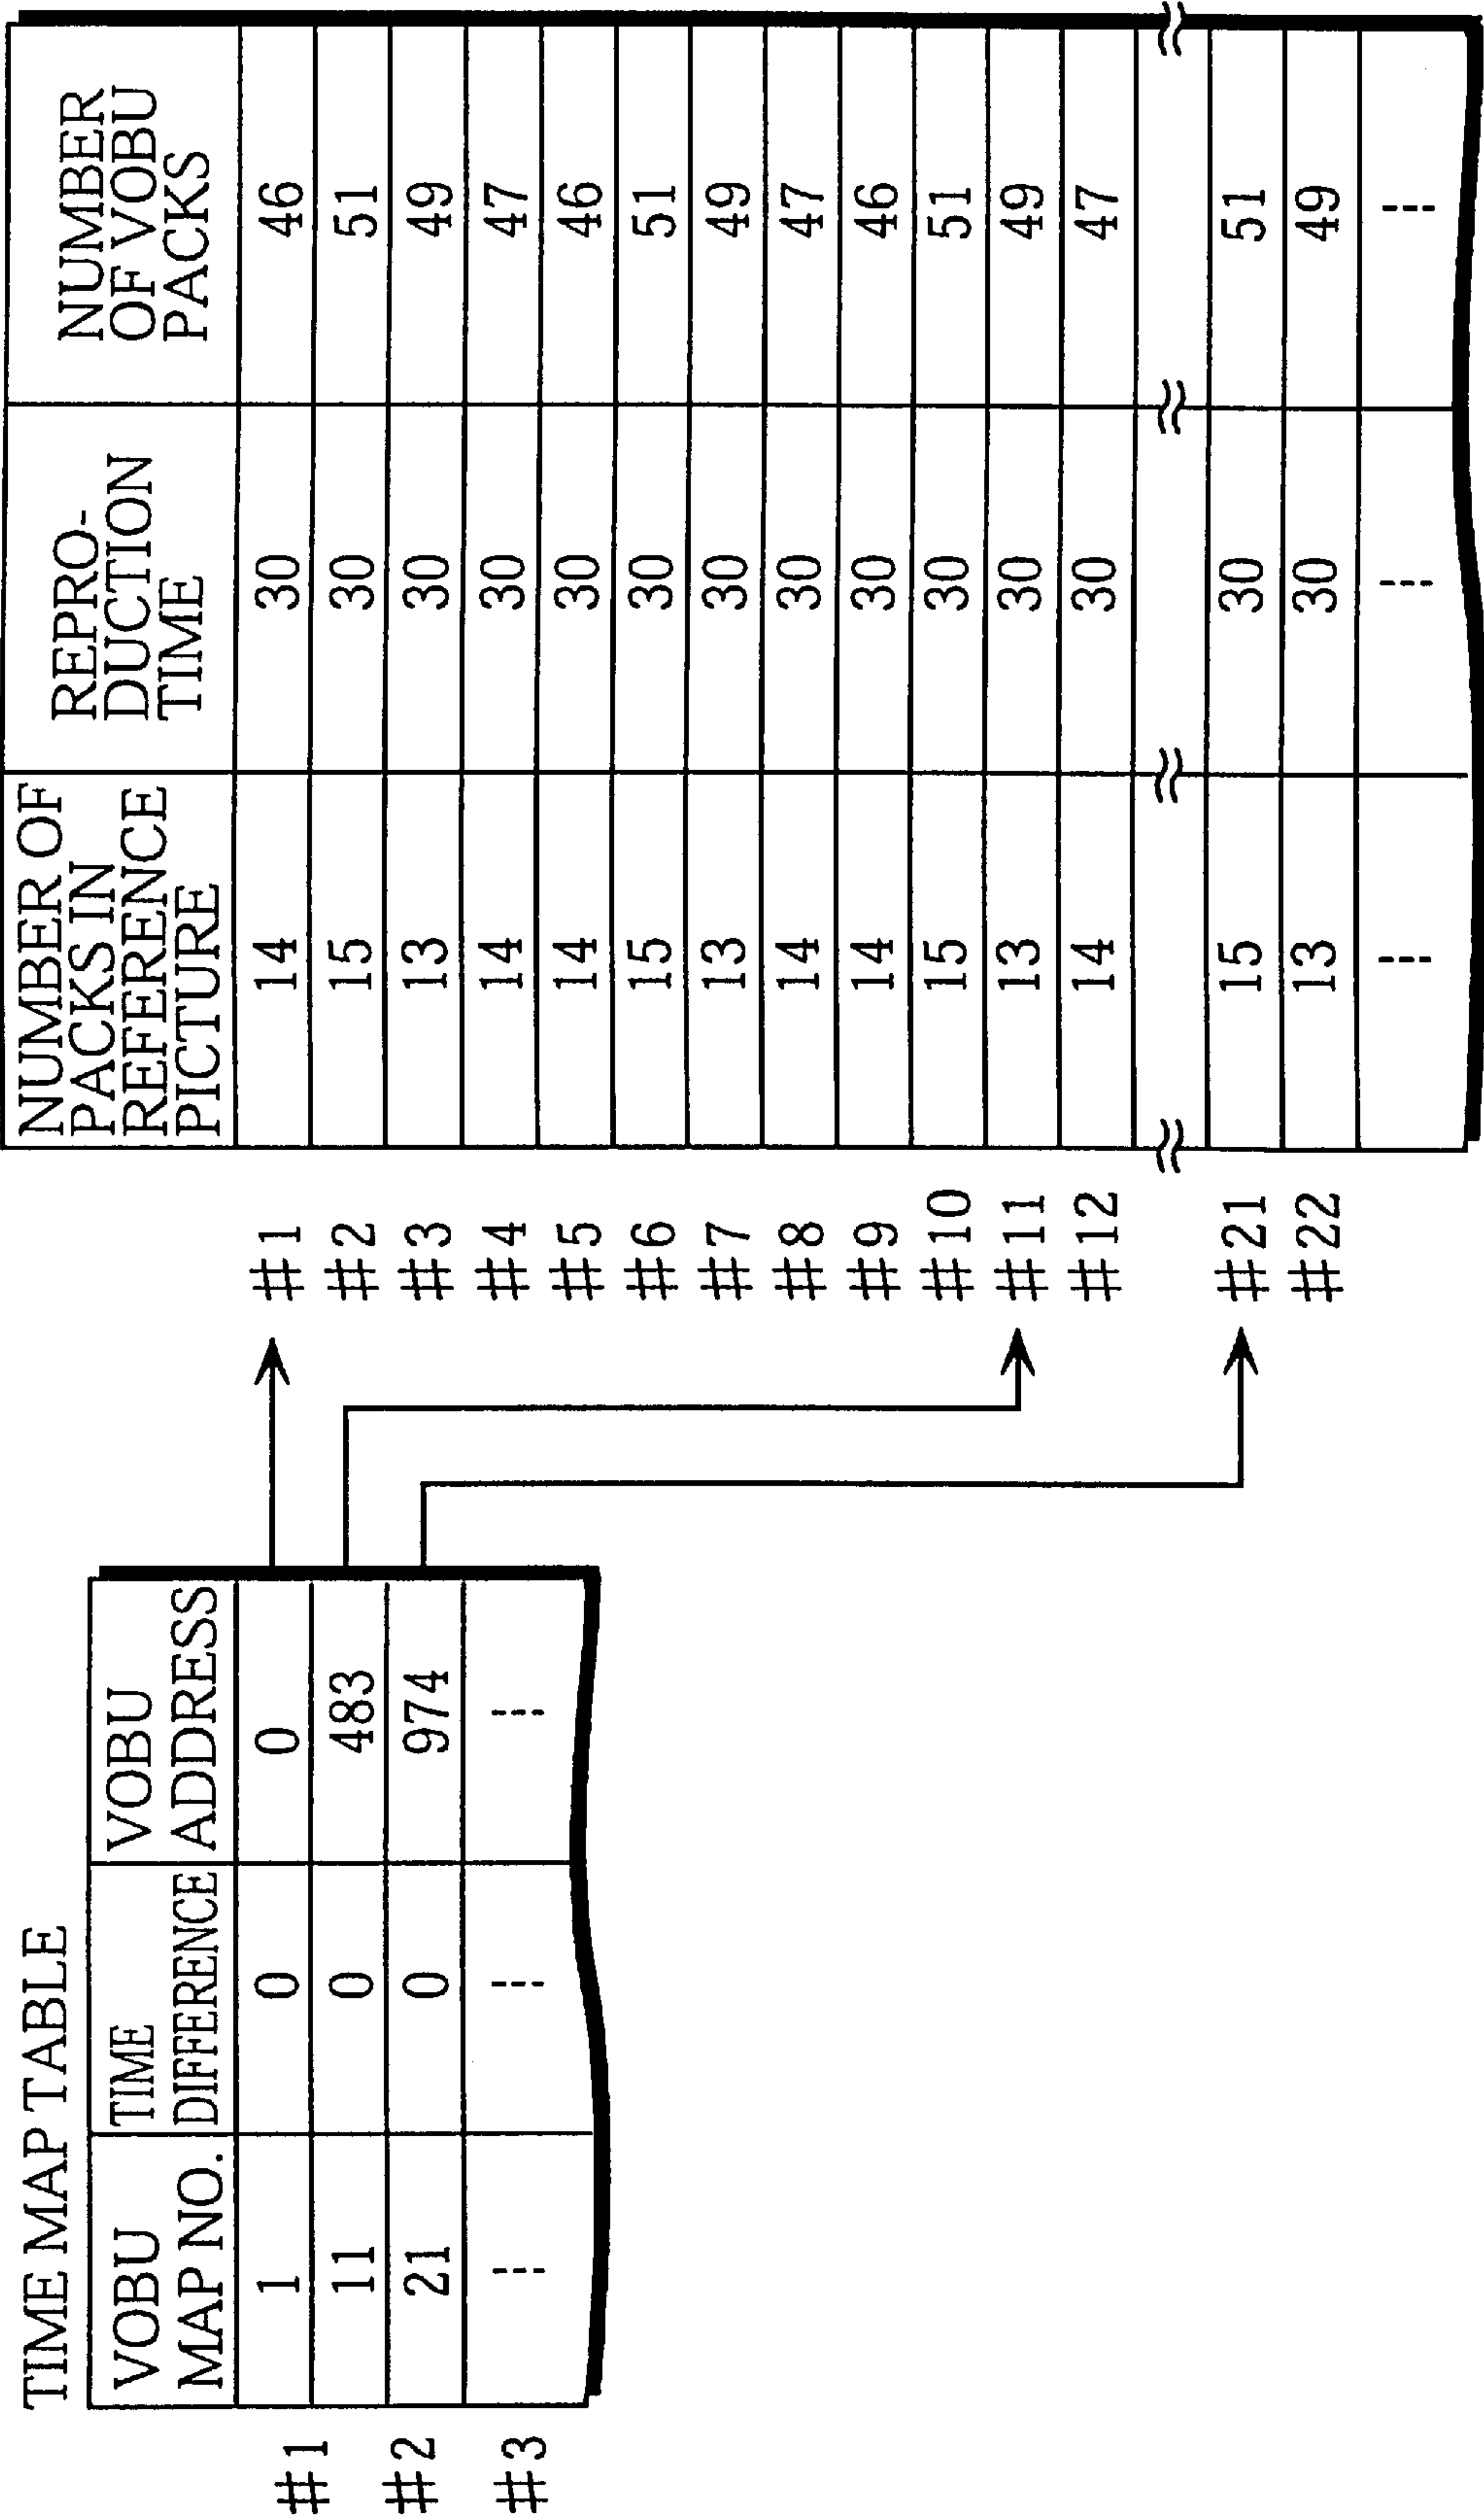 TIME MAP TABLE
VOBU MAP NO. TIME DIFFERENCE VOBU ADDRESS
#1 1 0 0
#2 11 0 483
#3 21 0 974
NUMBER OF PACKS IN REFERENCE PICTURE REPRO-DUCTION TIME NUMBER OF VOBU PACKS
#1 14 30 46
#2 15 30 51
#3 13 30 49
#4 14 30 47
#5 14 30 46
#6 15 30 51
#7 13 30 49
#8 14 30 47
#9 14 30 46
#10 15 30 51
#11 13 30 49
#12 14 30 47
#21 15 30 51
#22 13 30 49